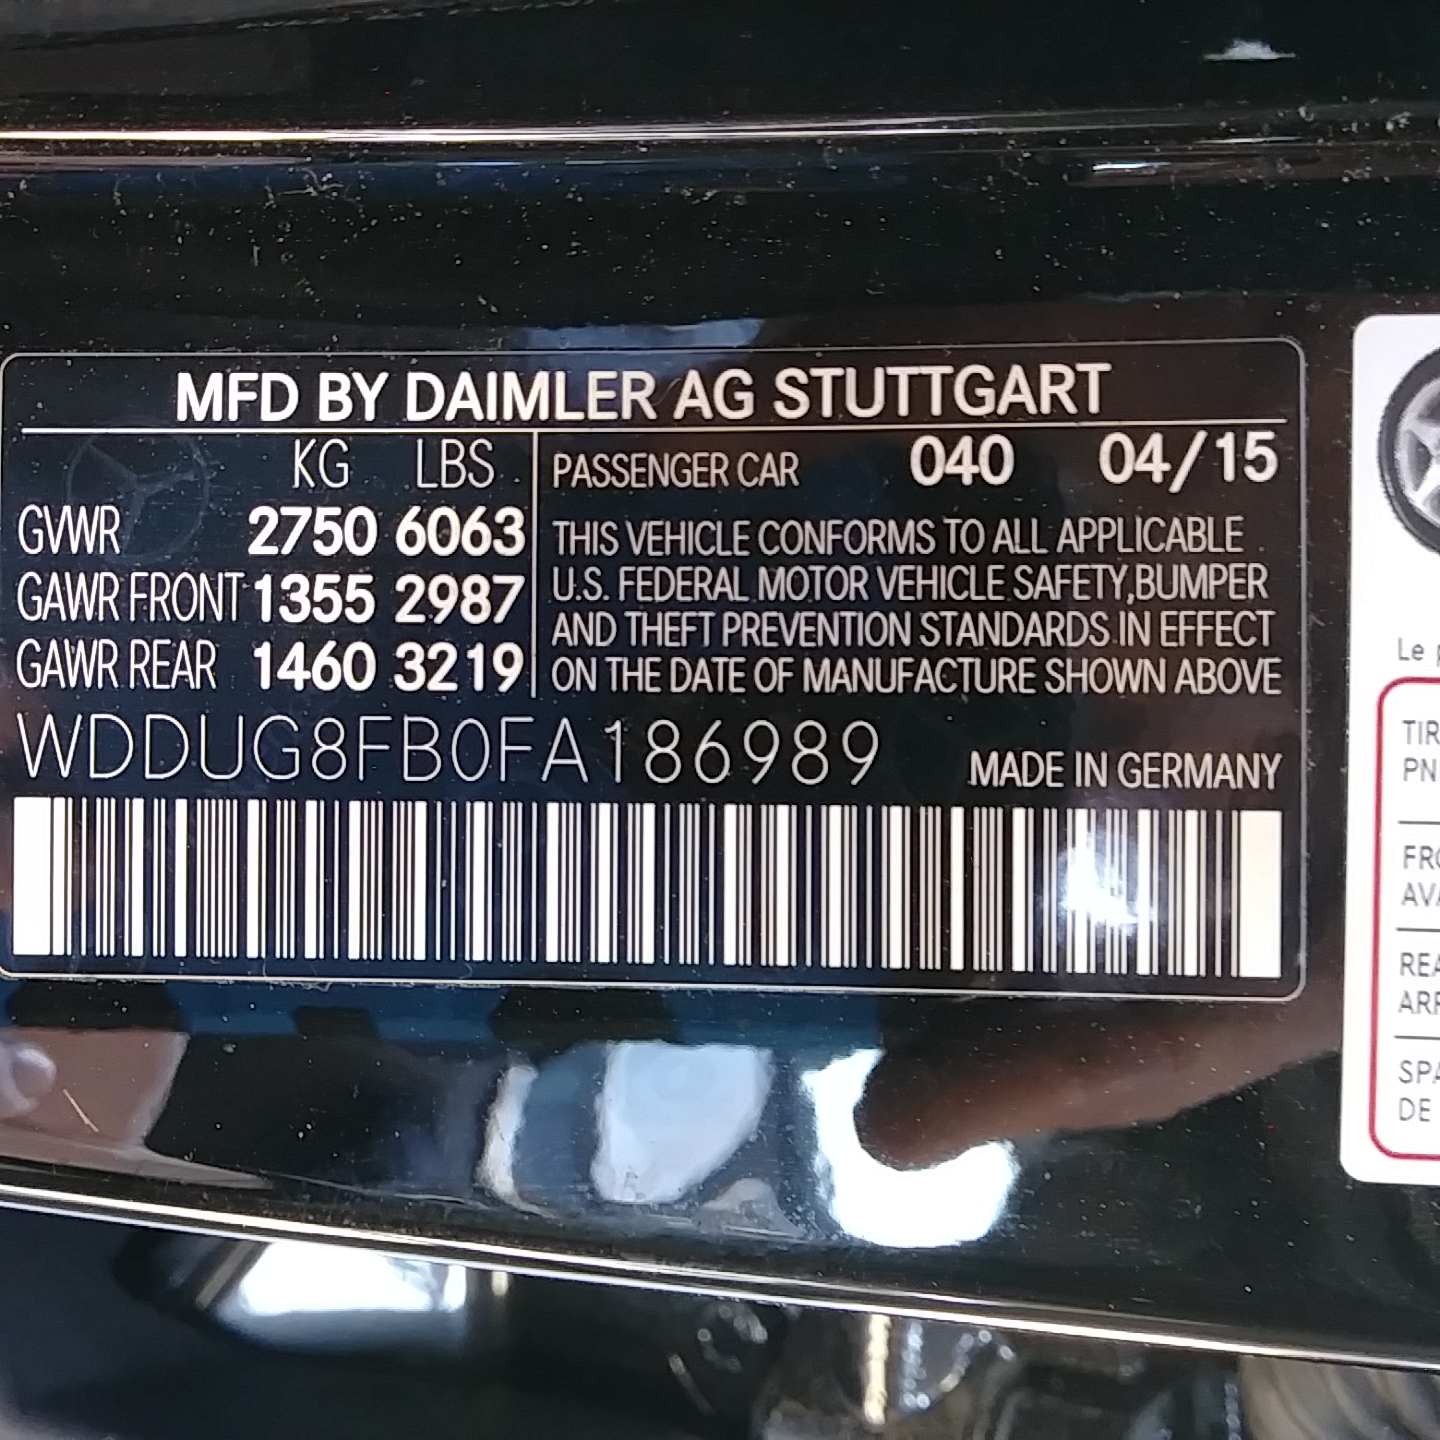 MFD BY DAIMLER AG STUTTGART
KG LBS
GVWR 2750 6063
GAWR FRONT 1355 2987
GAWR REAR 1460 3219
PASSENGER CAR 040 04/15
THIS VEHICLE CONFORMS TO ALL APPLICABLE
U.S. FEDERAL MOTOR VEHICLE SAFETY,BUMPER
AND THEFT PREVENTION STANDARDS IN EFFECT
ON THE DATE OF MANUFACTURE SHOWN ABOVE
WDDUG8FB0FA186989
MADE IN GERMANY
Le
DE